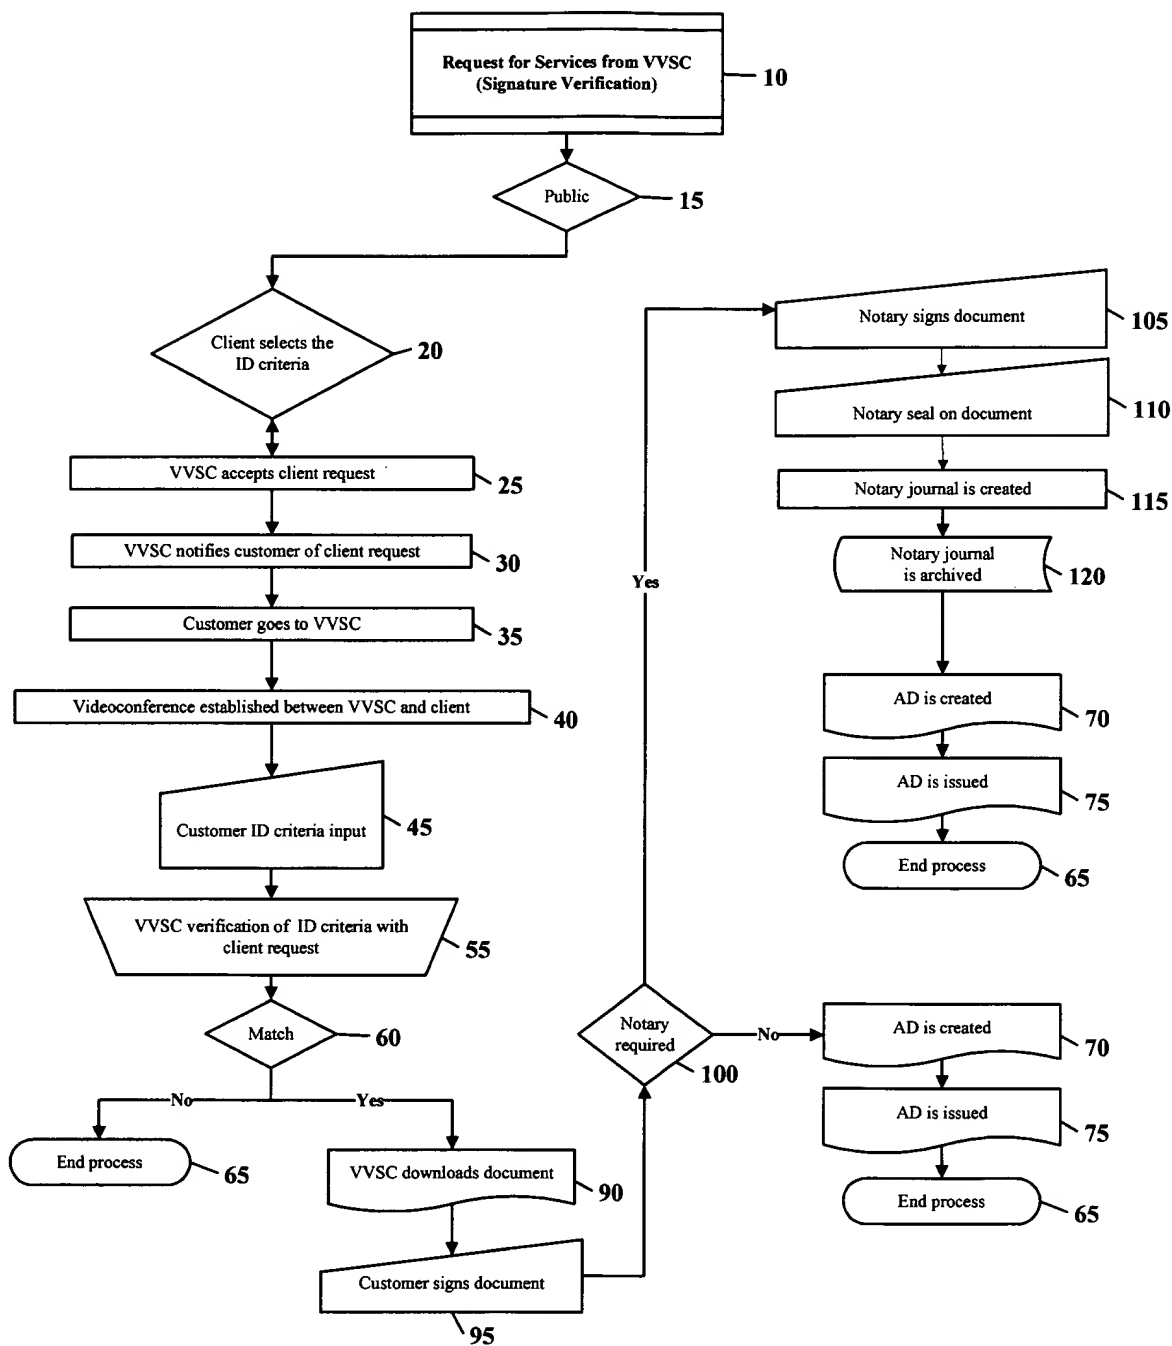 Request for Services from VVSC
(Signature Verification)
10
Public
15
Client selects the
ID criteria
20
VVSC accepts client request
25
VVSC notifies customer of client request
30
Customer goes to VVSC
35
Videoconference established between VVSC and client
40
Customer ID criteria input
45
VVSC verification of ID criteria with
client request
55
Match
60
No
Yes
End process
65
VVSC downloads document
90
Customer signs document
95
Notary
required
100
Yes
No
Notary signs document
105
Notary seal on document
110
Notary journal is created
115
Notary journal
is archived
120
AD is created
70
AD is issued
75
End process
65
AD is created
70
AD is issued
75
End process
65